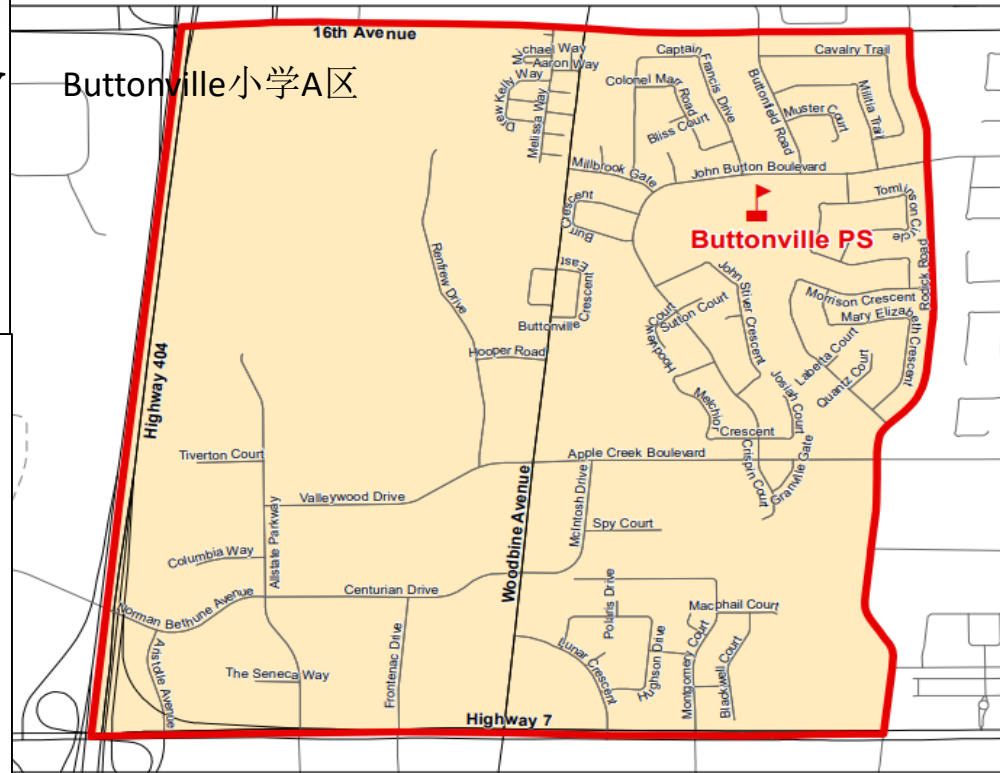 16th Avenue
Buttonville小学A区
Michael Way
Aaron Way
Drew Kelly Way
Melissa Way
Captain Francis Drive
Colonel Marr Road
Bliss Court
Cavalry Trail
Buttonfield Road
Muster Court
Militia Trail
Millbrook Gate
John Button Boulevard
Burr Crescent
Tomlinson Circle
Buttonville PS
Rodick Road
Renfrew Drive
East
Buttonville Crescent
Hooper Road
John Stiver Crescent
Sutton Court
Hoodview Court
Morrison Crescent
Mary Elizabeth Crescent
Laberta Court
Quantz Court
Josiah Court
Melchior Crescent
Crispin Court
Granville Gate
Highway 404
Tiverton Court
Apple Creek Boulevard
Valleywood Drive
Allstate Parkway
Woodbine Avenue
McIntosh Drive
Spy Court
Columbia Way
Centurian Drive
Norman Bethune Avenue
Polaris Drive
Macphail Court
Aristotle Avenue
The Seneca Way
Frontenac Drive
Lunar Crescent
Hughson Drive
Montgomery Court
Blackwell Court
Highway 7